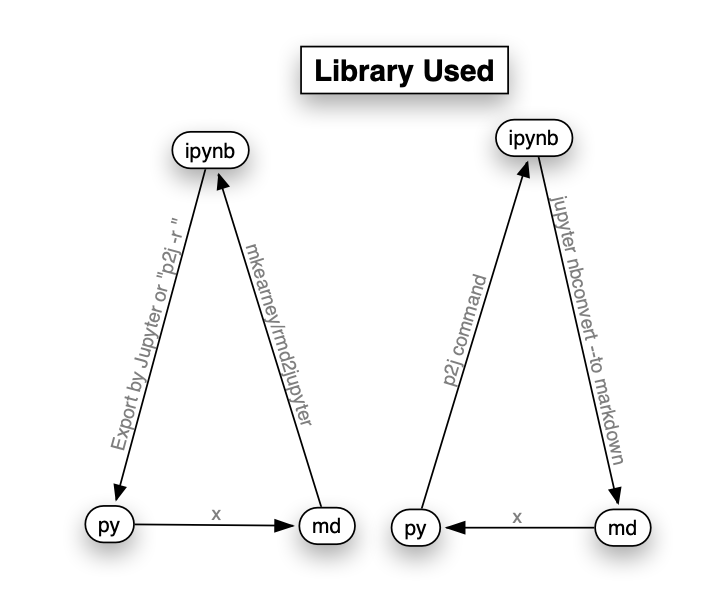 Library Used
ipynb
Export by Jupyter or "p2j -r "
mkearney/rmd2jupyter
py
x
md
ipynb
p2j command
jupyter nbconvert --to markdown
py
x
md